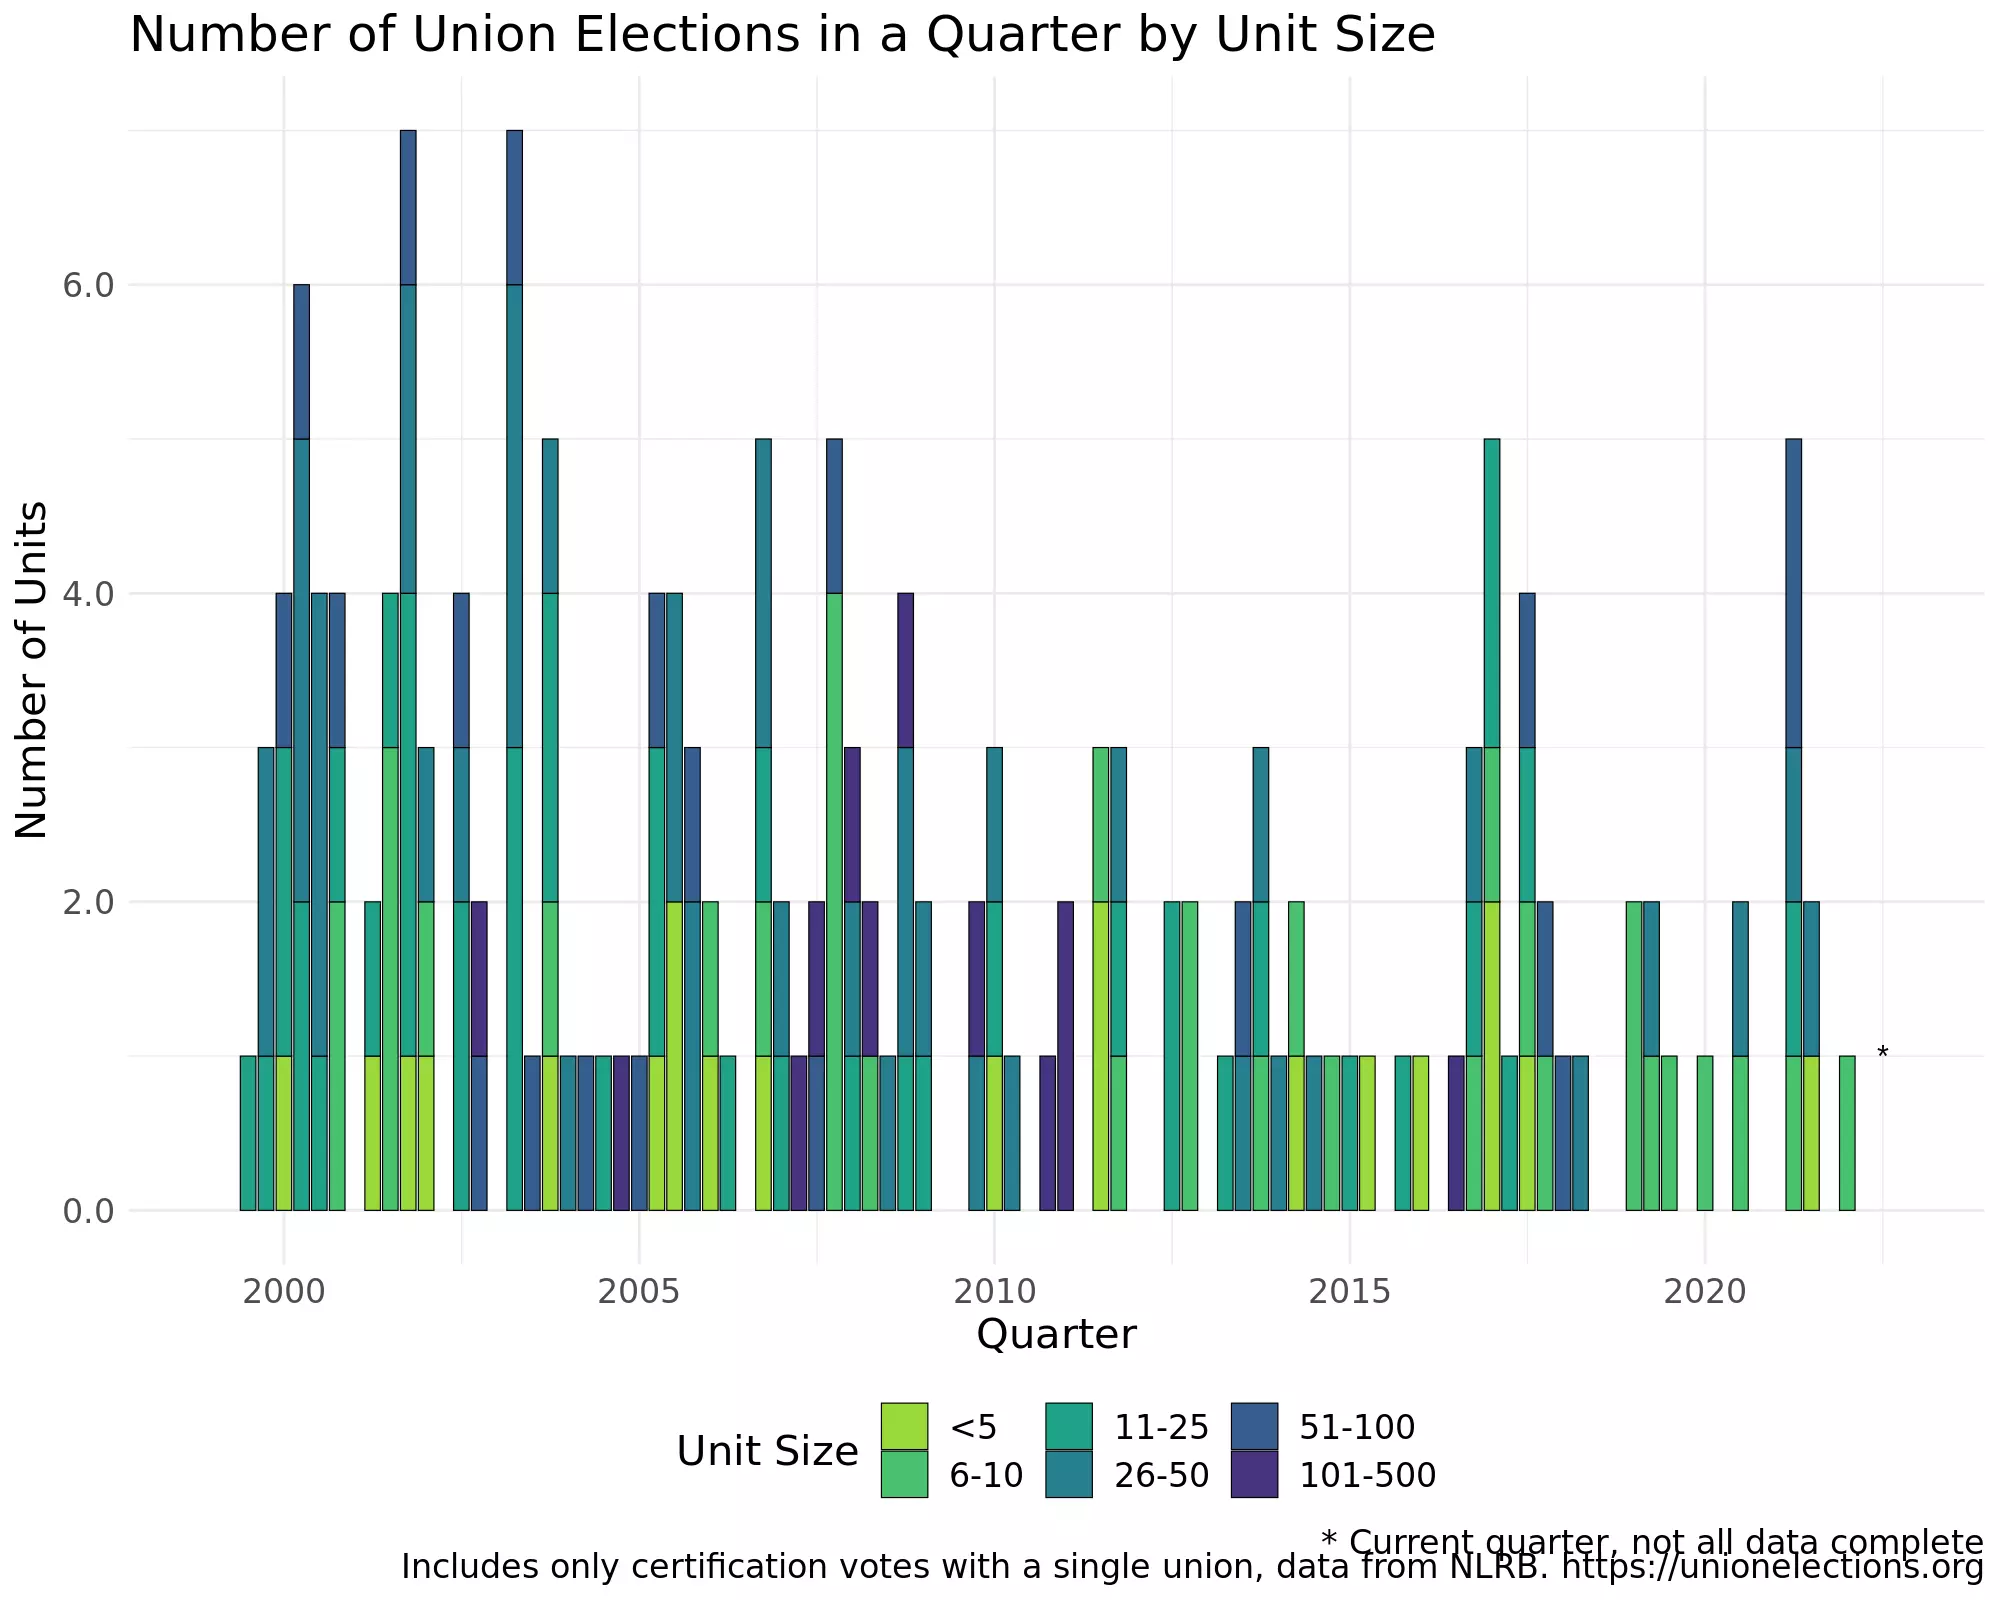 Number of Union Elections in a Quarter by Unit Size
Number of Units
6.0
4.0
2.0
0.0
*
2000 2005 2010 2015 2020
Quarter
Unit Size
<5 11-25 51-100
6-10 26-50 101-500
* Current quarter, not all data complete
Includes only certification votes with a single union, data from NLRB. https://unionelections.org